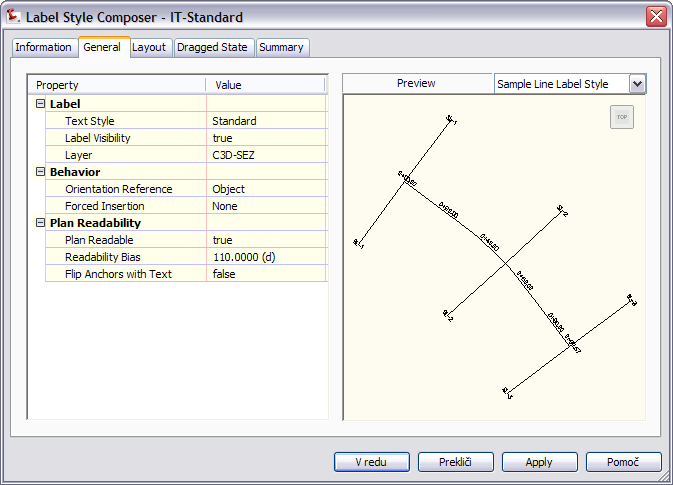 Label Style Composer - IT-Standard
Information General Layout Dragged State Summary
Property Value
Label
Text Style Standard
Label Visibility true
Layer C3D-SEZ
Behavior
Orientation Reference Object
Forced Insertion None
Plan Readability
Plan Readable true
Readability Bias 110.0000 (d)
Flip Anchors with Text false
Preview Sample Line Label Style
TOP
V redu Prekliči Apply Pomoč